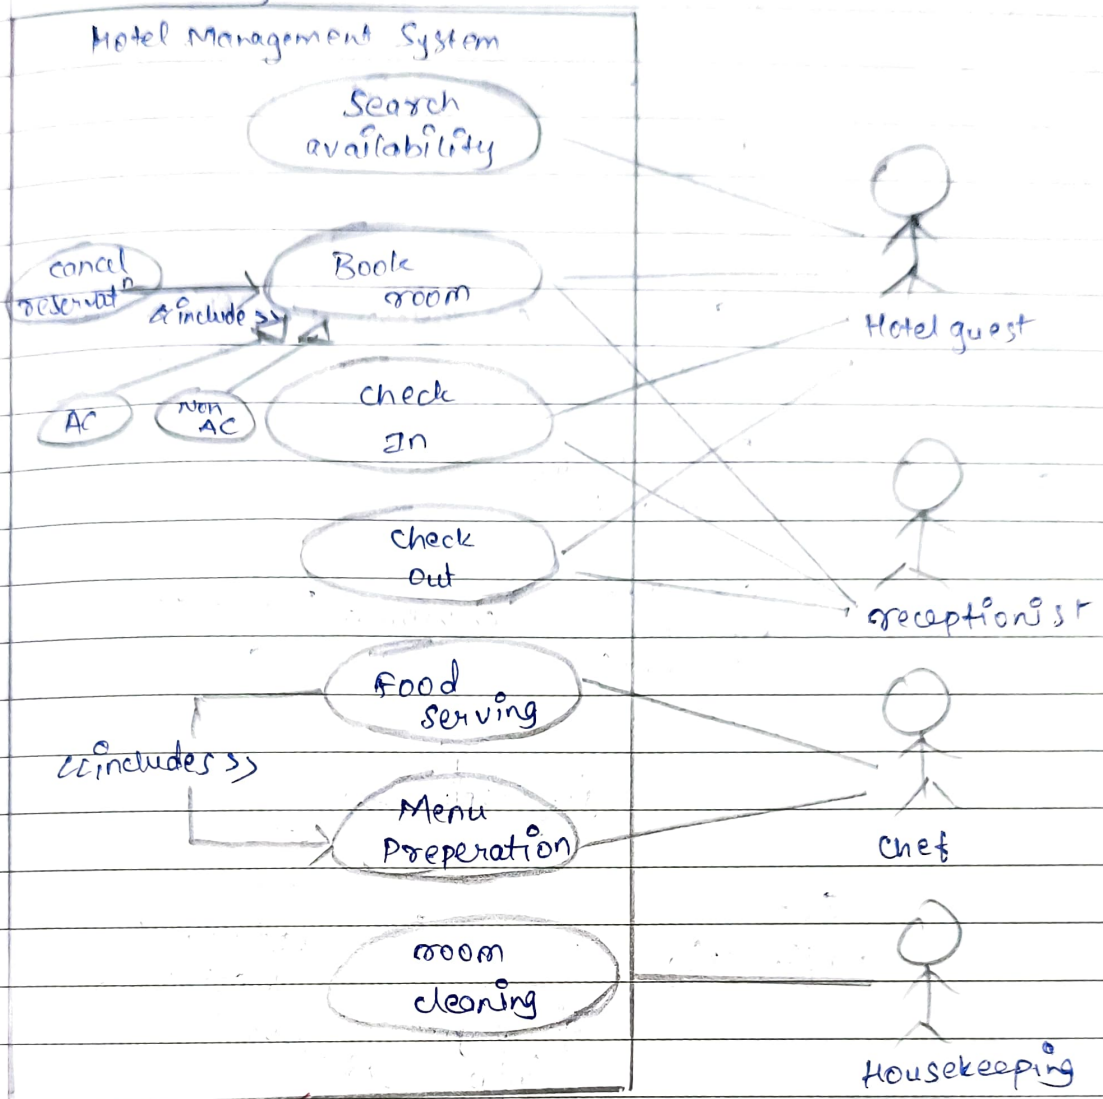 Hotel Management System
Search
availability
Cancel
reservatn
Book
room
<<include>>
Hotel guest
AC
Non
AC
Check
In
Check
Out
receptionist
Food
serving
<<includes>>
Menu
Preperation
Chef
room
cleaning
Housekeeping